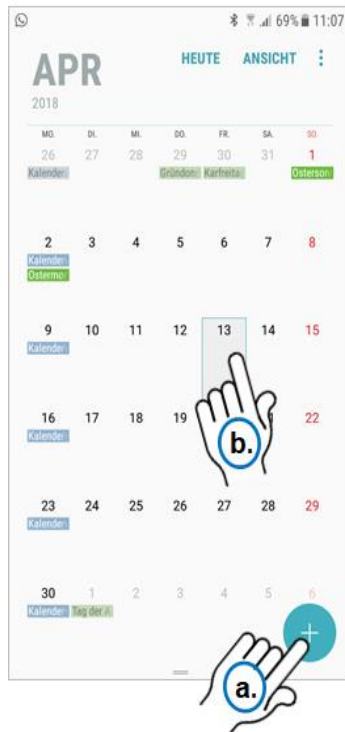 69% 11:07
APR
HEUTE ANSICHT
2018
MO. DI. MI. DO. FR. SA. SO.
26 27 28 29 30 31 1
Kalender Gründon Karfreita Osterson
2 3 4 5 6 7 8
Kalender
Ostermo
9 10 11 12 13 14 15
Kalender
16 17 18 19 22
Kalender
b.
23 24 25 26 27 28 29
Kalender
30 1 2 3 4 5 6
Kalender Tag der A
+
a.